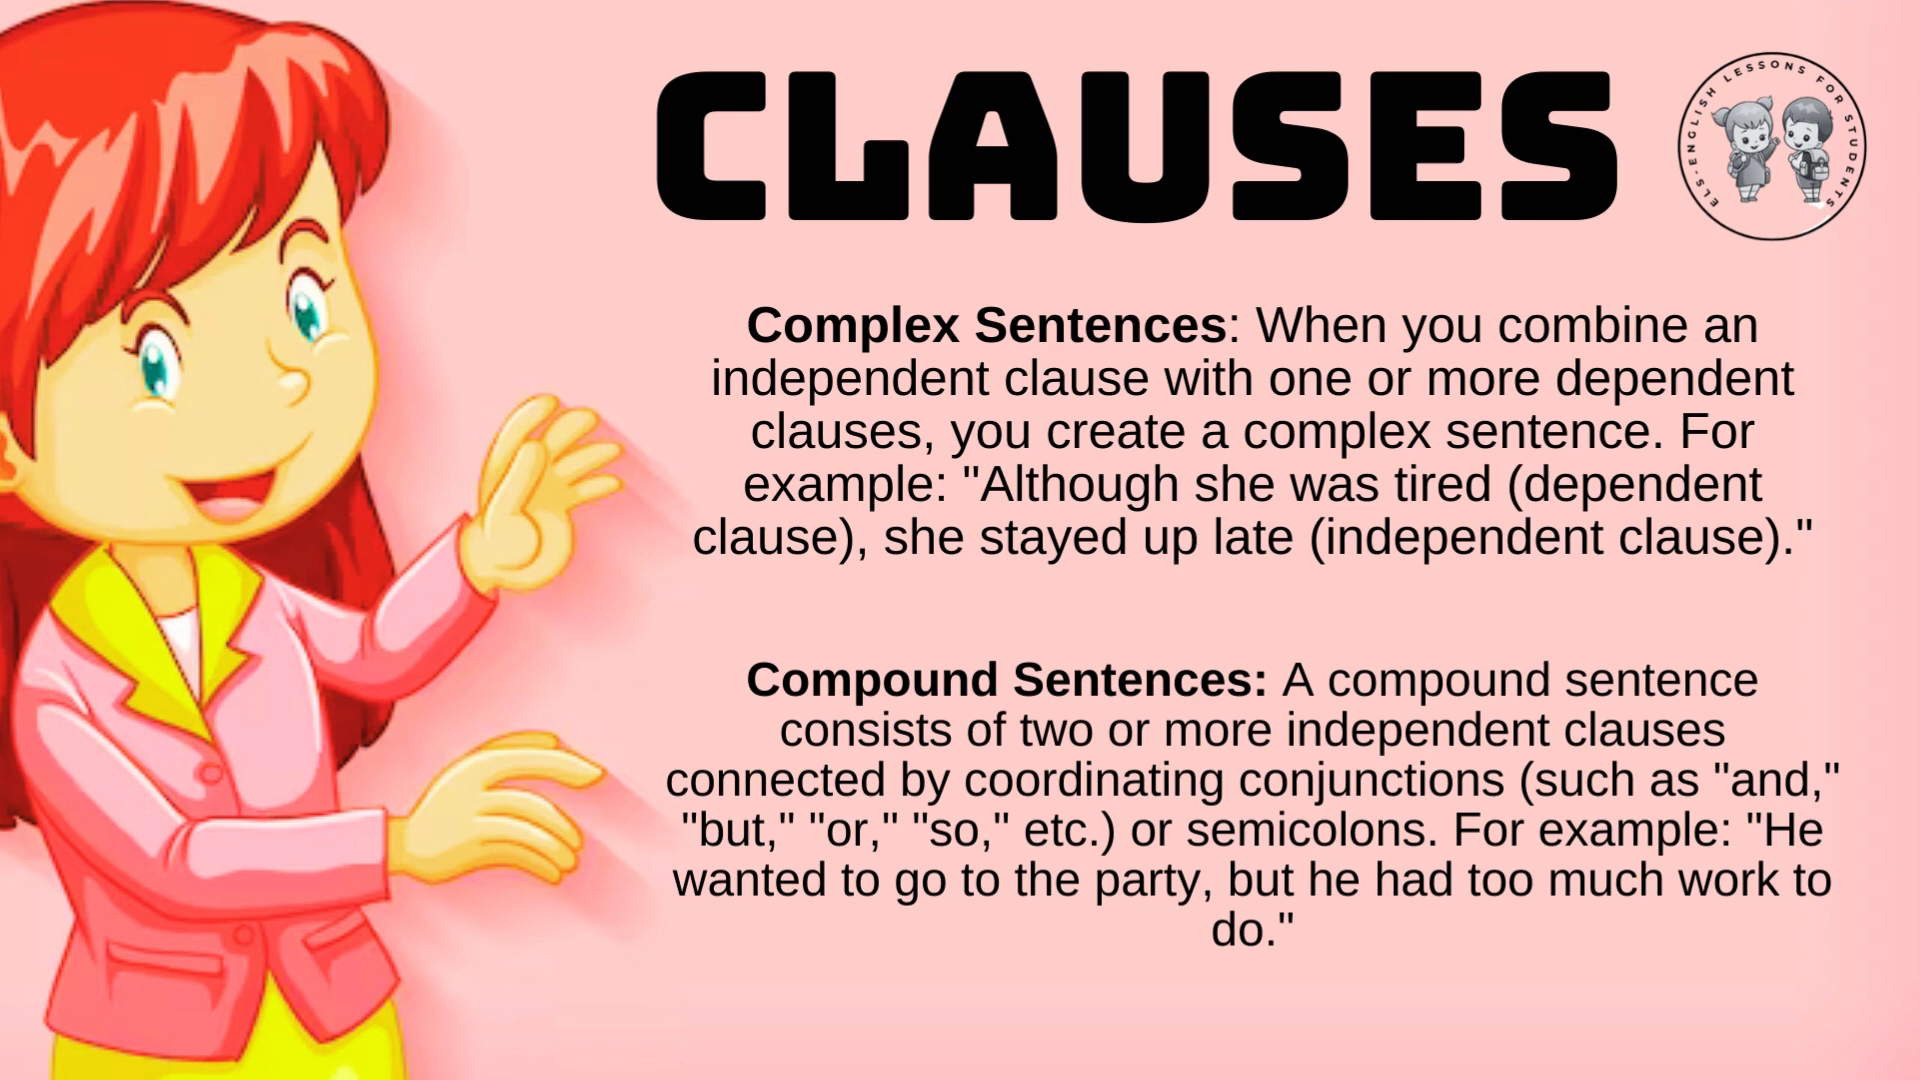 CLAUSES
ELS-ENGLISH LESSONS FOR STUDENTS
Complex Sentences: When you combine an
independent clause with one or more dependent
clauses, you create a complex sentence. For
example: "Although she was tired (dependent
clause), she stayed up late (independent clause)."
Compound Sentences: A compound sentence
consists of two or more independent clauses
connected by coordinating conjunctions (such as "and,"
"but," "or," "so," etc.) or semicolons. For example: "He
wanted to go to the party, but he had too much work to
do."